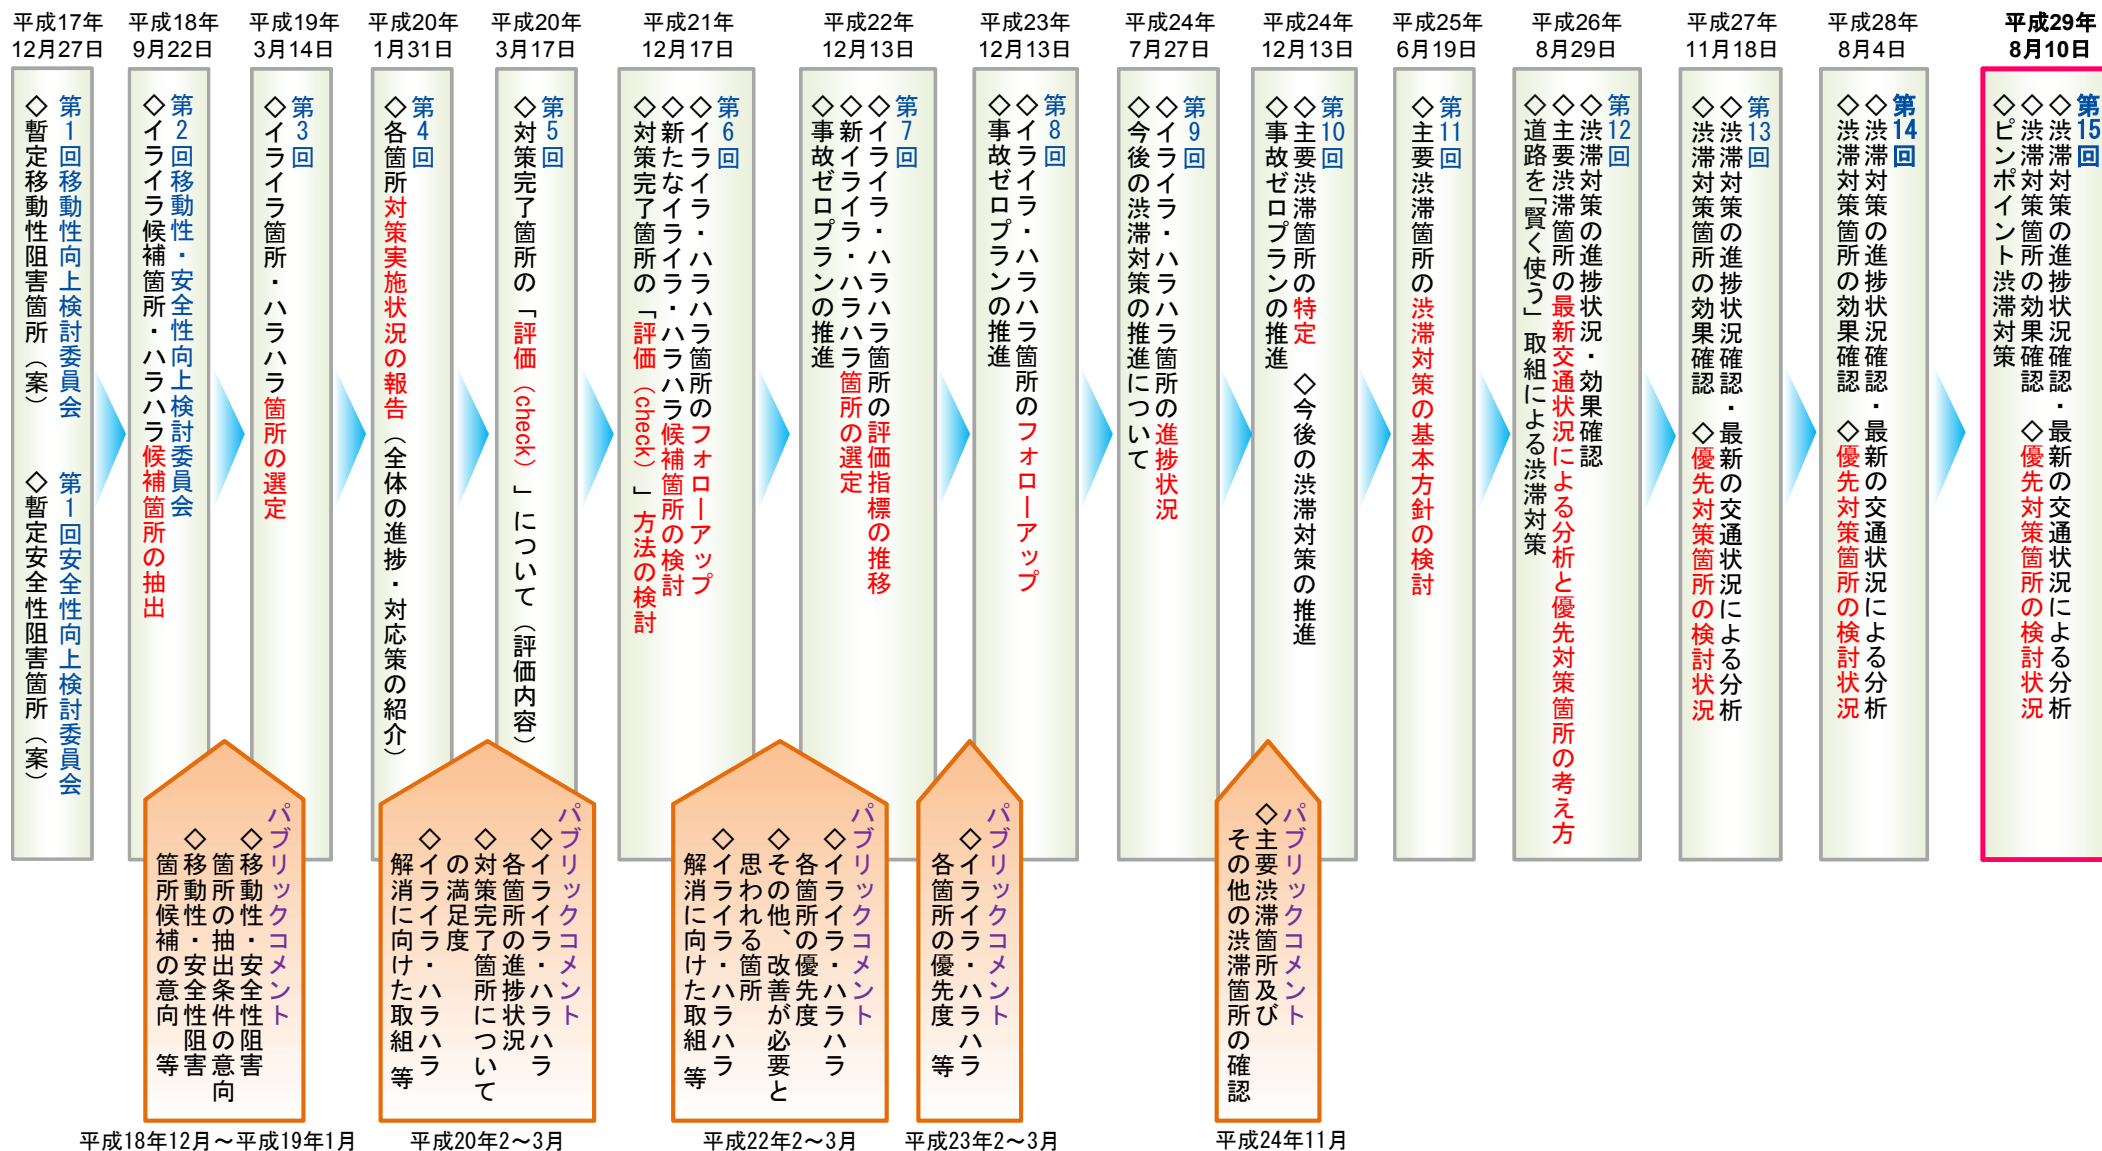 平成17年
12月27日
第1回移動性向上検討委員会
◇暫定移動性阻害箇所（案）
第1回安全性向上検討委員会
◇暫定安全性阻害箇所（案）
平成18年
9月22日
第2回移動性・安全性向上検討委員会
◇イライラ候補箇所・ハラハラ候補箇所の抽出
平成19年
3月14日
第3回
◇イライラ箇所・ハラハラ箇所の選定
平成20年
1月31日
第4回
◇各箇所対策実施状況の報告（全体の進捗・対応策の紹介）
平成20年
3月17日
第5回
◇対策完了箇所の「評価（check）」について（評価内容）
平成21年
12月17日
第6回
◇イライラ・ハラハラ箇所のフォローアップ
◇新たなイライラ・ハラハラ候補箇所の検討
◇対策完了箇所の「評価（check）」方法の検討
平成22年
12月13日
第7回
◇イライラ・ハラハラ箇所の評価指標の推移
◇新イライラ・ハラハラ箇所の選定
◇事故ゼロプランの推進
平成23年
12月13日
第8回
◇イライラ・ハラハラ箇所のフォローアップ
◇事故ゼロプランの推進
平成24年
7月27日
第9回
◇イライラ・ハラハラ箇所の進捗状況
◇今後の渋滞対策の推進について
平成24年
12月13日
第10回
◇主要渋滞箇所の特定 ◇今後の渋滞対策の推進
◇事故ゼロプランの推進
平成25年
6月19日
第11回
◇主要渋滞箇所の渋滞対策の基本方針の検討
平成26年
8月29日
第12回
◇渋滞対策の進捗状況・効果確認
◇主要渋滞箇所の最新交通状況による分析と優先対策箇所の考え方
◇道路を「賢く使う」取組による渋滞対策
平成27年
11月18日
第13回
◇渋滞対策の進捗状況確認・最新の交通状況による分析
◇渋滞対策箇所の効果確認 ◇優先対策箇所の検討状況
平成28年
8月4日
第14回
◇渋滞対策の進捗状況確認・最新の交通状況による分析
◇渋滞対策箇所の効果確認 ◇優先対策箇所の検討状況
平成29年
8月10日
第15回
◇渋滞対策の進捗状況確認・最新の交通状況による分析
◇渋滞対策箇所の効果確認 ◇優先対策箇所の検討状況
◇ピンポイント渋滞対策
パブリックコメント
◇移動性・安全性阻害
箇所の抽出条件の意向
◇移動性・安全性阻害
箇所候補の意向 等
平成18年12月～平成19年1月
パブリックコメント
◇イライラ・ハラハラ
各箇所の進捗状況
◇対策完了箇所について
の満足度
◇イライラ・ハラハラ
解消に向けた取組 等
平成20年2～3月
パブリックコメント
◇イライラ・ハラハラ
各箇所の優先度
◇その他、改善が必要と
思われる箇所
◇イライラ・ハラハラ
解消に向けた取組 等
平成22年2～3月
パブリックコメント
◇イライラ・ハラハラ
各箇所の優先度 等
平成23年2～3月
パブリックコメント
◇主要渋滞箇所及び
その他の渋滞箇所の確認
平成24年11月